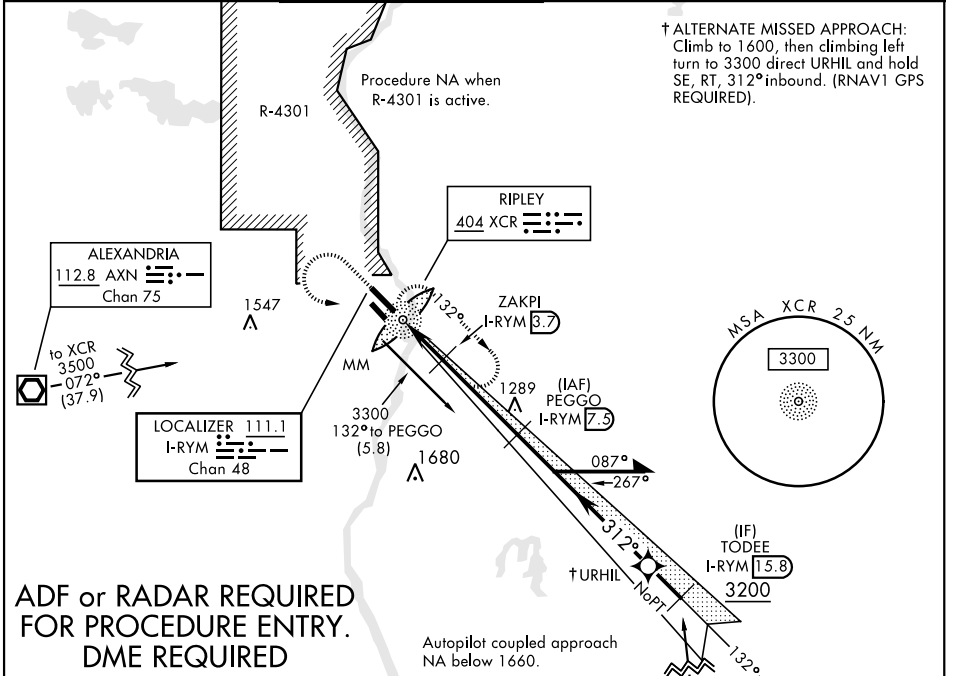 † ALTERNATE MISSED APPROACH:
Climb to 1600, then climbing left
turn to 3300 direct URHIL and hold
SE, RT, 312° inbound. (RNAV1 GPS
REQUIRED).
Procedure NA when
R-4301 is active.
R-4301
RIPLEY
404 XCR
ALEXANDRIA
112.8 AXN
Chan 75
1547
132°
ZAKPI
I-RYM 3.7
MSA XCR 25 NM
3300
to XCR
3500
072°
(37.9)
MM
1289
(IAF)
PEGGO
I-RYM 7.5
LOCALIZER 111.1
I-RYM
Chan 48
3300
132° to PEGGO
(5.8)
1680
087°
267°
312°
(IF)
TODEE
I-RYM 15.8
3200
† URHIL
NoPT
132°
ADF or RADAR REQUIRED
FOR PROCEDURE ENTRY.
DME REQUIRED
Autopilot coupled approach
NA below 1660.